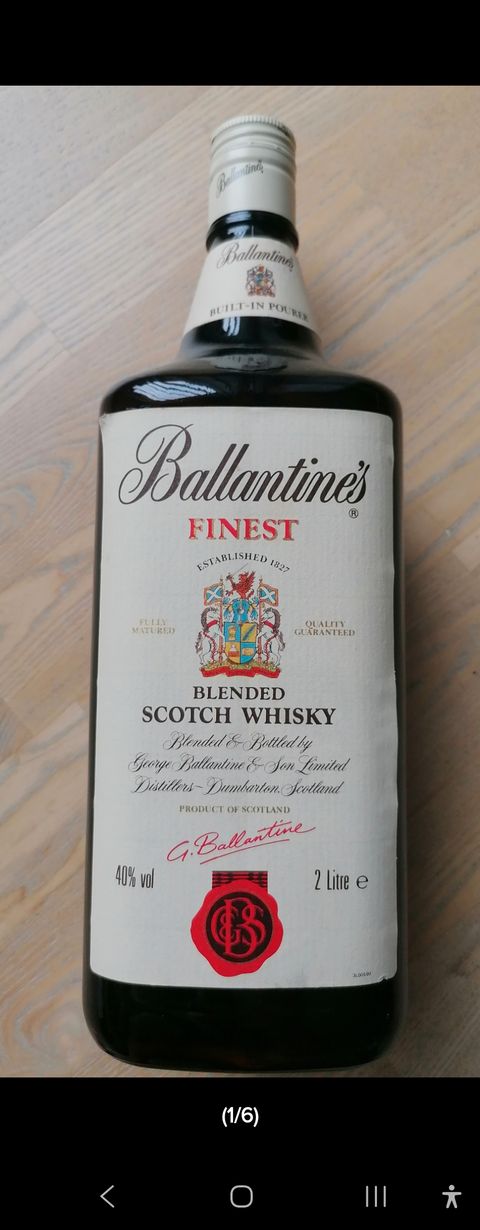 Ballantine's
Ballantine's
BUILT-IN POURER
Ballantine's®
FINEST
ESTABLISHED 1827
FULLY MATURED
QUALITY GUARANTEED
BLENDED
SCOTCH WHISKY
Blended & Bottled by
George Ballantine & Son Limited
Distillers - Dumbarton, Scotland
PRODUCT OF SCOTLAND
G. Ballantine
40% vol
2 Litre ℮
GBS
(1/6)